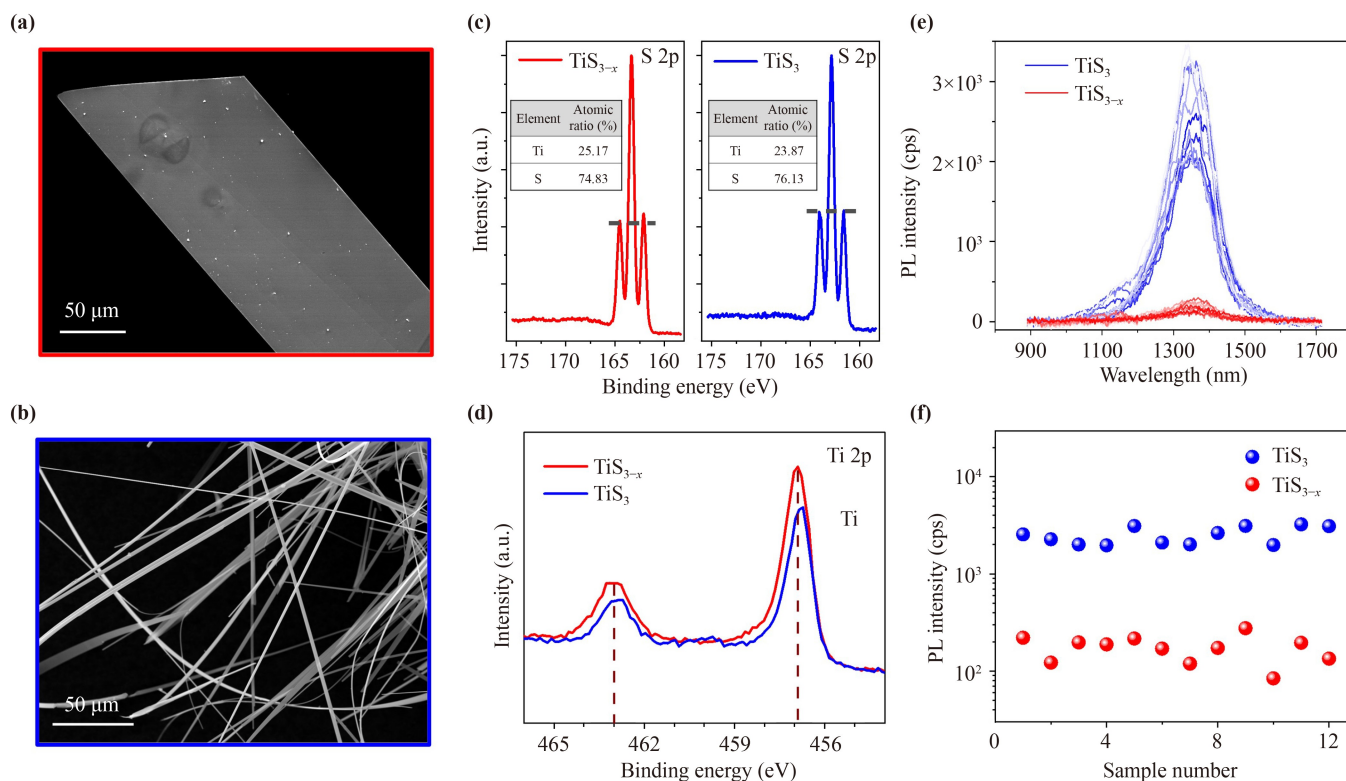 (a)
50 μm
(b)
50 μm
(c)
TiS₃₋ₓ
S 2p
Element Atomic ratio (%)
Ti 25.17
S 74.83
TiS₃
S 2p
Element Atomic ratio (%)
Ti 23.87
S 76.13
Intensity (a.u.)
175 170 165 160
175 170 165 160
Binding energy (eV)
(d)
Ti 2p
TiS₃₋ₓ
TiS₃
Ti
Intensity (a.u.)
465 462 459 456
Binding energy (eV)
(e)
TiS₃
TiS₃₋ₓ
PL intensity (cps)
3×10³
2×10³
1×10³
0
900 1100 1300 1500 1700
Wavelength (nm)
(f)
TiS₃
TiS₃₋ₓ
PL intensity (cps)
10⁴
10³
10²
0 4 8 12
Sample number